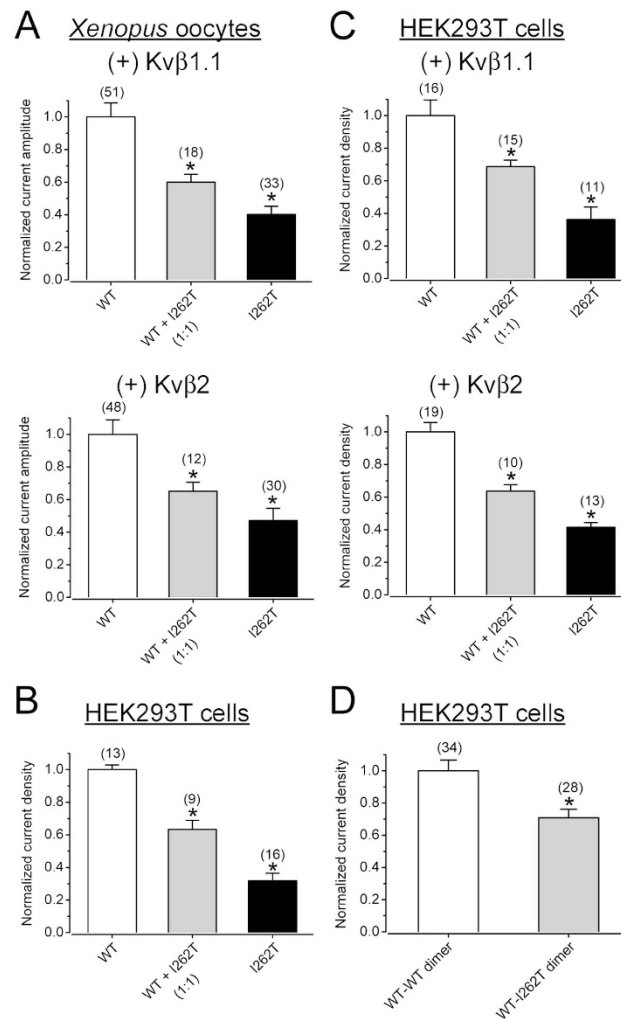 A
Xenopus oocytes
(+) Kvβ1.1
Normalized current amplitude
1.0
0.8
0.6
0.4
0.2
0.0
(51)
(18)
*
(33)
*
WT
WT + I262T
(1:1)
I262T
(+) Kvβ2
Normalized current amplitude
1.0
0.8
0.6
0.4
0.2
0.0
(48)
(12)
*
(30)
*
WT
WT + I262T
(1:1)
I262T
B
HEK293T cells
Normalized current density
1.0
0.8
0.6
0.4
0.2
0.0
(13)
(9)
*
(16)
*
WT
WT + I262T
(1:1)
I262T
C
HEK293T cells
(+) Kvβ1.1
Normalized current density
1.0
0.8
0.6
0.4
0.2
0.0
(16)
(15)
*
(11)
*
WT
WT + I262T
(1:1)
I262T
(+) Kvβ2
Normalized current density
1.0
0.8
0.6
0.4
0.2
0.0
(19)
(10)
*
(13)
*
WT
WT + I262T
(1:1)
I262T
D
HEK293T cells
Normalized current density
1.0
0.8
0.6
0.4
0.2
0.0
(34)
(28)
*
WT-WT dimer
WT-I262T dimer